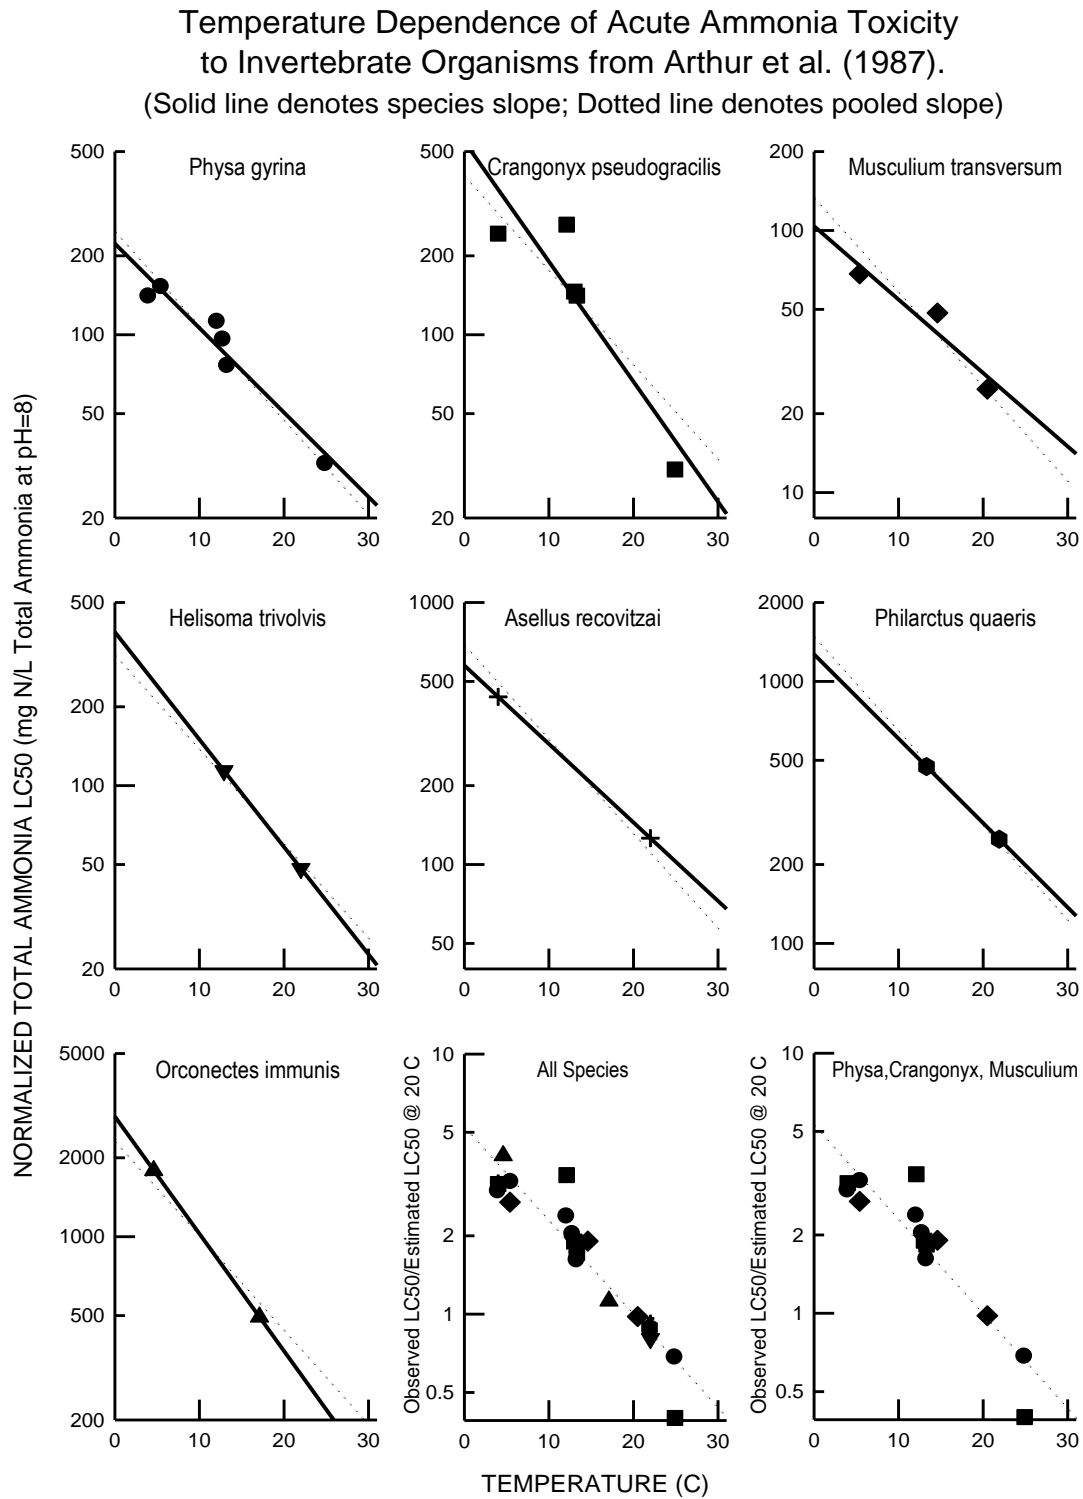 Temperature Dependence of Acute Ammonia Toxicity
to Invertebrate Organisms from Arthur et al. (1987).
(Solid line denotes species slope; Dotted line denotes pooled slope)
NORMALIZED TOTAL AMMONIA LC50 (mg N/L Total Ammonia at pH=8)
Physa gyrina
500
200
100
50
20
0 10 20 30
Crangonyx pseudogracilis
500
200
100
50
20
0 10 20 30
Musculium transversum
200
100
50
20
10
0 10 20 30
Helisoma trivolvis
500
200
100
50
20
0 10 20 30
Asellus recovitzai
1000
500
200
100
50
0 10 20 30
Philarctus quaeris
2000
1000
500
200
100
0 10 20 30
Orconectes immunis
5000
2000
1000
500
200
0 10 20 30
All Species
Observed LC50/Estimated LC50 @ 20 C
10
5
2
1
0.5
0 10 20 30
Physa,Crangonyx, Musculium
Observed LC50/Estimated LC50 @ 20 C
10
5
2
1
0.5
0 10 20 30
TEMPERATURE (C)